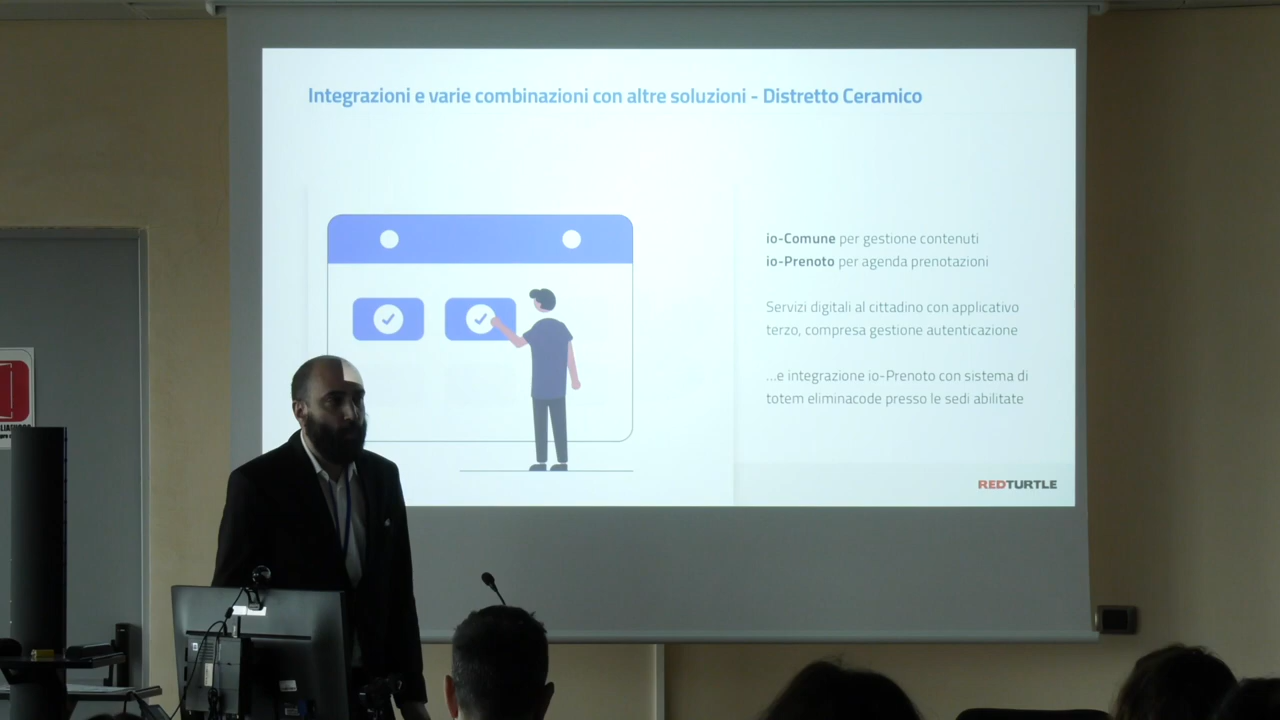 Integrazioni e varie combinazioni con altre soluzioni - Distretto Ceramico
io-Comune per gestione contenuti
io-Prenoto per agenda prenotazioni
Servizi digitali al cittadino con applicativo
terzo, compresa gestione autenticazione
...e integrazione io-Prenoto con sistema di
totem eliminacode presso le sedi abilitate
REDTURTLE